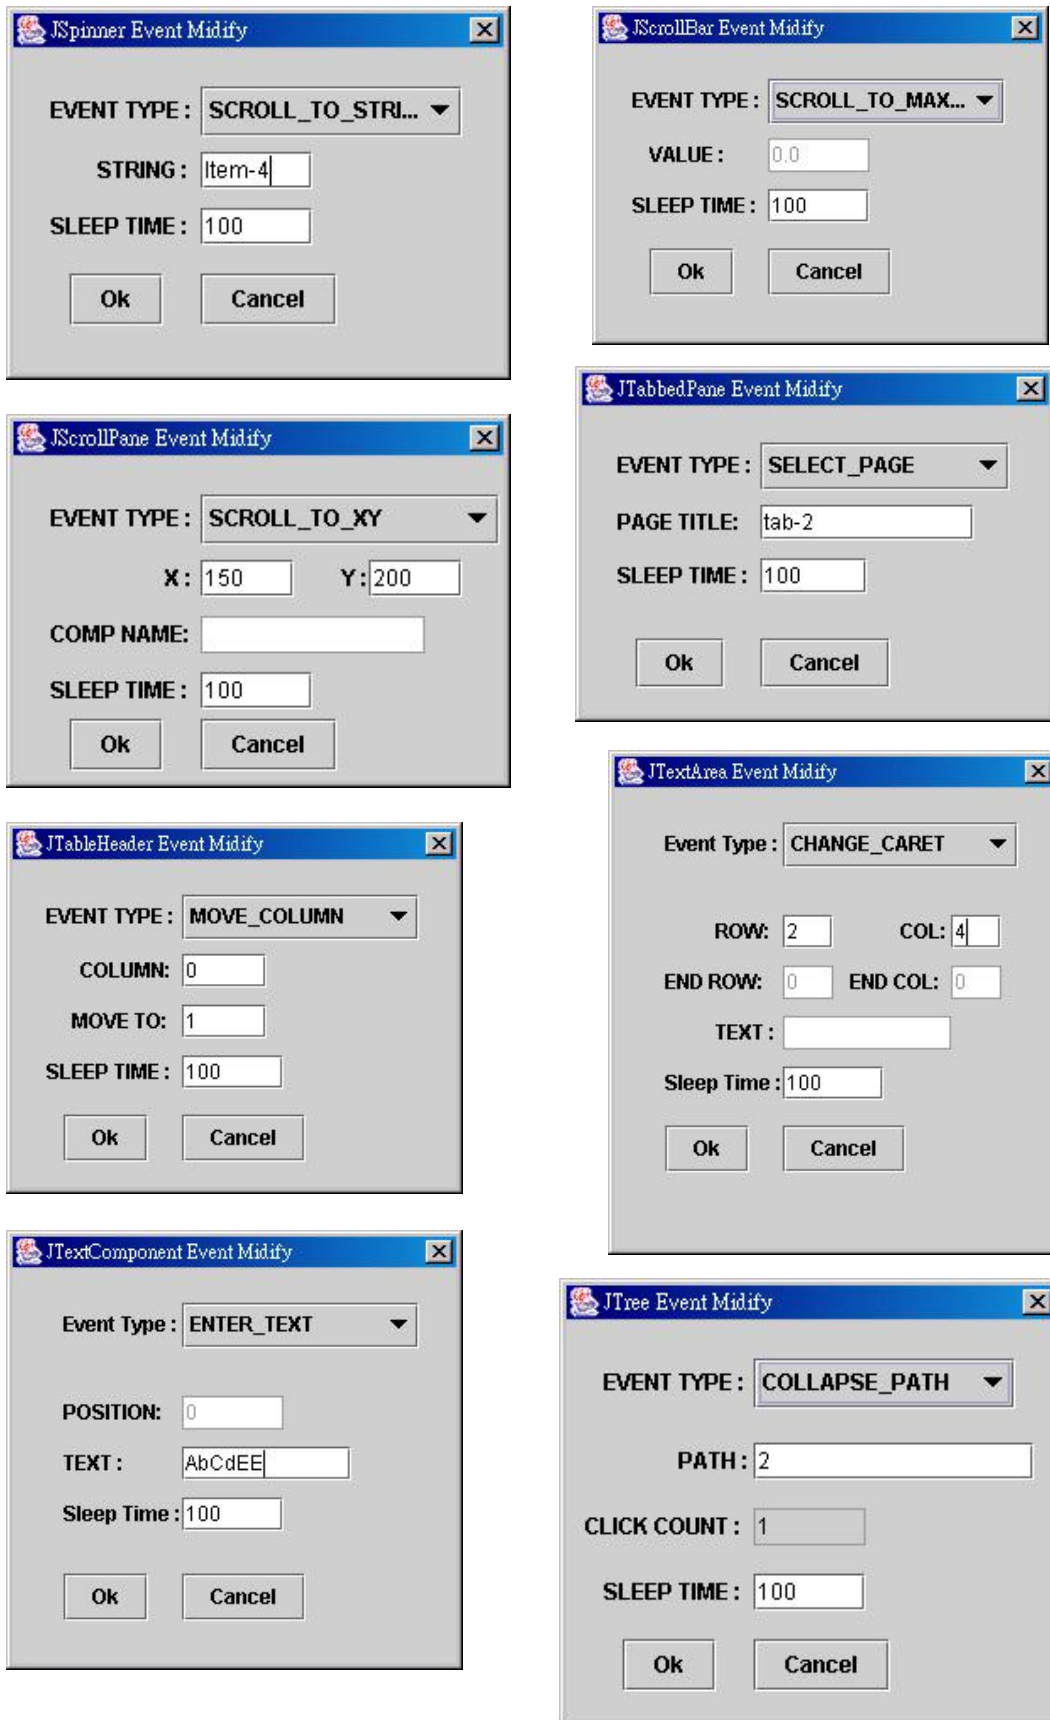 JSpinner Event Midify
EVENT TYPE : SCROLL_TO_STRI...
STRING : Item-4
SLEEP TIME : 100
Ok Cancel
JScrollBar Event Midify
EVENT TYPE : SCROLL_TO_MAX...
VALUE : 0.0
SLEEP TIME : 100
Ok Cancel
JScrollPane Event Midify
EVENT TYPE : SCROLL_TO_XY
X : 150 Y : 200
COMP NAME:
SLEEP TIME : 100
Ok Cancel
JTabbedPane Event Midify
EVENT TYPE : SELECT_PAGE
PAGE TITLE: tab-2
SLEEP TIME : 100
Ok Cancel
JTableHeader Event Midify
EVENT TYPE : MOVE_COLUMN
COLUMN: 0
MOVE TO: 1
SLEEP TIME : 100
Ok Cancel
JTextArea Event Midify
Event Type : CHANGE_CARET
ROW: 2 COL: 4
END ROW: 0 END COL: 0
TEXT :
Sleep Time : 100
Ok Cancel
JTextComponent Event Midify
Event Type : ENTER_TEXT
POSITION: 0
TEXT : AbCdEE
Sleep Time : 100
Ok Cancel
JTree Event Midify
EVENT TYPE : COLLAPSE_PATH
PATH : 2
CLICK COUNT : 1
SLEEP TIME : 100
Ok Cancel